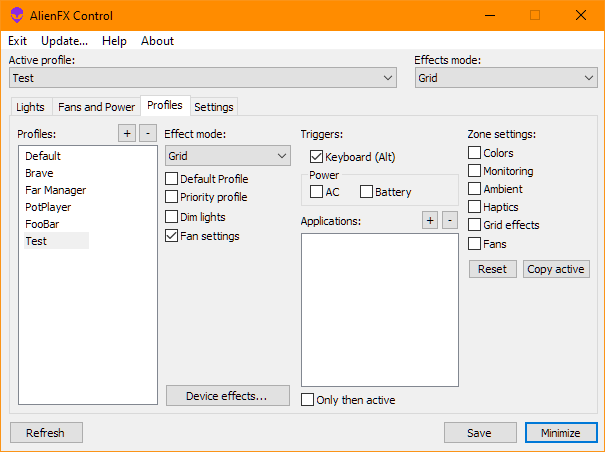 AlienFX Control
Exit Update... Help About
Active profile: Effects mode:
Test Grid
Lights Fans and Power Profiles Settings
Profiles: + - Effect mode: Triggers: Zone settings:
Default Grid Keyboard (Alt) Colors
Brave Default Profile Power Monitoring
Far Manager Priority profile AC Battery Ambient
PotPlayer Dim lights Applications: + - Haptics
FooBar Fan settings Grid effects
Test Fans
Reset Copy active
Device effects... Only then active
Refresh Save Minimize